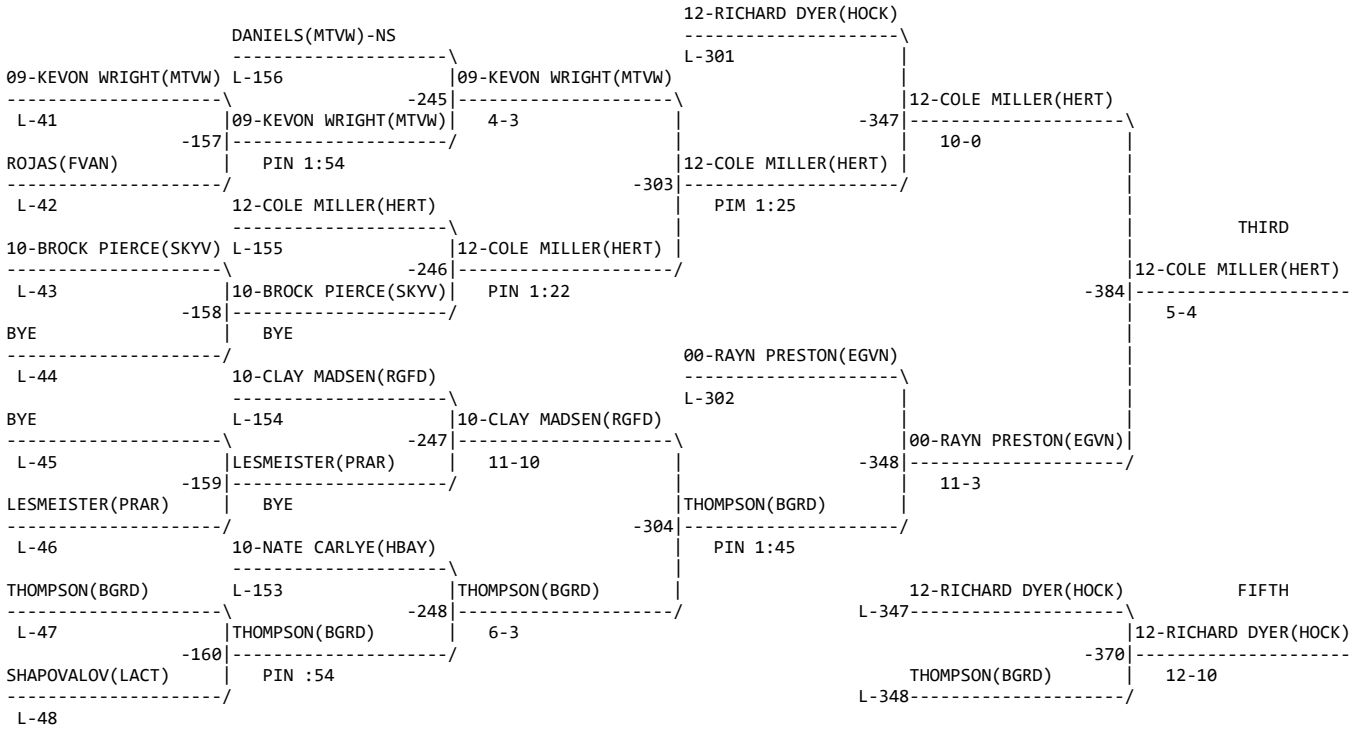 12-RICHARD DYER(HOCK)
DANIELS(MTVW)-NS ---------------------\
---------------------\ L-301 |
09-KEVON WRIGHT(MTVW) L-156 |09-KEVON WRIGHT(MTVW) |
---------------------\ -245|---------------------\ |12-COLE MILLER(HERT)
L-41 |09-KEVON WRIGHT(MTVW)| 4-3 | -347|---------------------\
-157|---------------------/ | | 10-0 |
ROJAS(FVAN) | PIN 1:54 |12-COLE MILLER(HERT) | |
---------------------/ -303|---------------------/ |
L-42 12-COLE MILLER(HERT) | PIM 1:25 |
---------------------\ | | THIRD
10-BROCK PIERCE(SKYV) L-155 |12-COLE MILLER(HERT) | |
---------------------\ -246|---------------------/ |12-COLE MILLER(HERT)
L-43 |10-BROCK PIERCE(SKYV)| PIN 1:22 -384|---------------------
-158|---------------------/ | 5-4
BYE | BYE |
---------------------/ 00-RAYN PRESTON(EGVN) |
L-44 10-CLAY MADSEN(RGFD) ---------------------\ |
---------------------\ L-302 | |
BYE L-154 |10-CLAY MADSEN(RGFD) | |
---------------------\ -247|---------------------\ |00-RAYN PRESTON(EGVN)|
L-45 |LESMEISTER(PRAR) | 11-10 | -348|---------------------/
-159|---------------------/ | | 11-3
LESMEISTER(PRAR) | BYE |THOMPSON(BGRD) |
---------------------/ -304|---------------------/
L-46 10-NATE CARLYE(HBAY) | PIN 1:45
---------------------\ |
THOMPSON(BGRD) L-153 |THOMPSON(BGRD) | 12-RICHARD DYER(HOCK) FIFTH
---------------------\ -248|---------------------/ L-347---------------------\
L-47 |THOMPSON(BGRD) | 6-3 |12-RICHARD DYER(HOCK)
-160|---------------------/ -370|---------------------
SHAPOVALOV(LACT) | PIN :54 THOMPSON(BGRD) | 12-10
---------------------/ L-348---------------------/
L-48